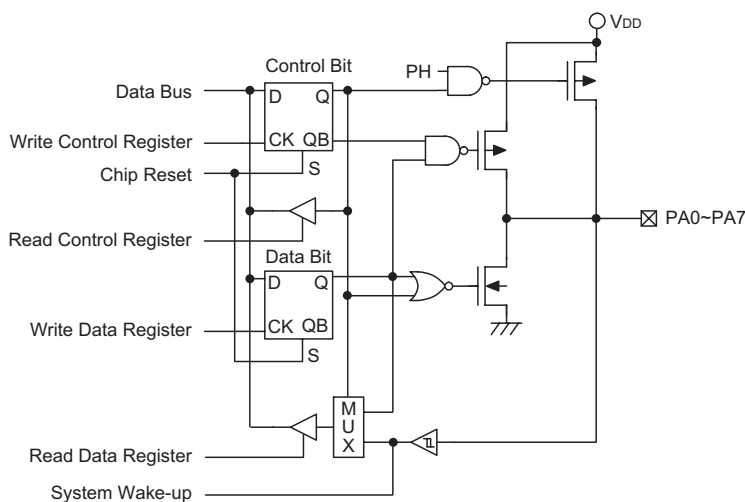 VDD
Control Bit
PH
Data Bus
D Q
Write Control Register
CK QB
Chip Reset
S
PA0~PA7
Read Control Register
Data Bit
D Q
Write Data Register
CK QB
S
M
U
X
Read Data Register
System Wake-up